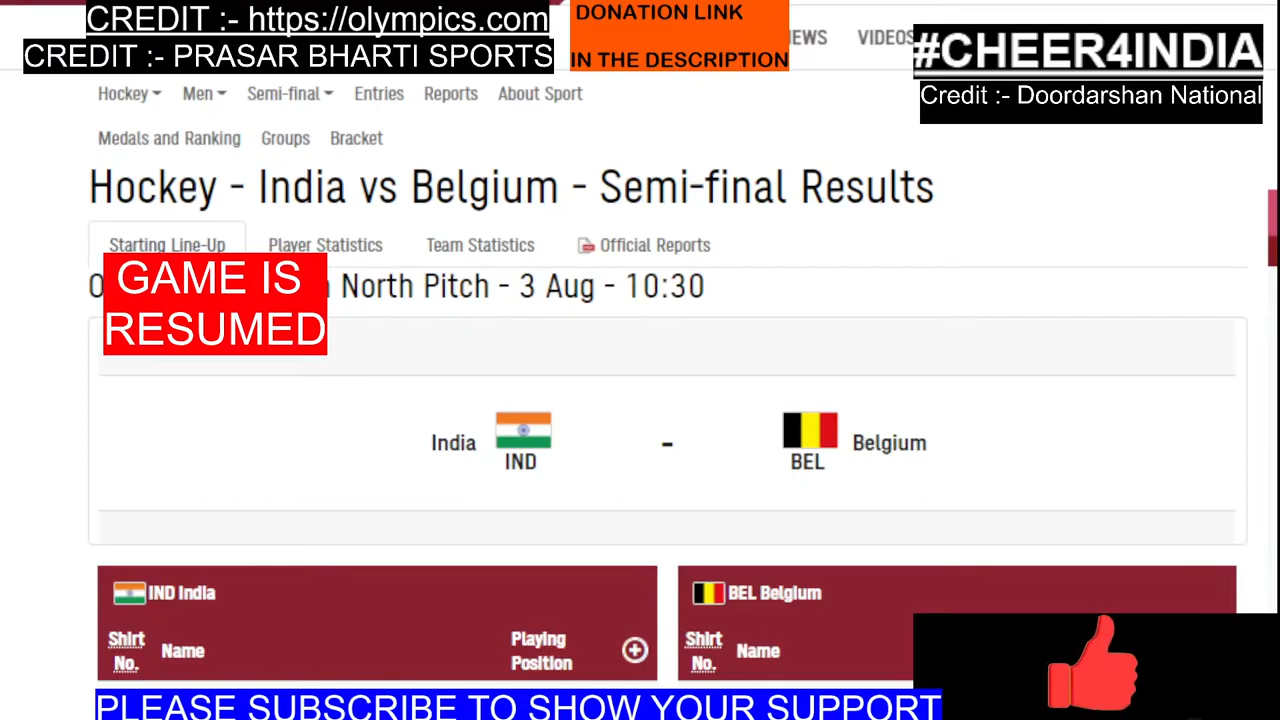 CREDIT :- https://olympics.com
CREDIT :- PRASAR BHARTI SPORTS
DONATION LINK
IN THE DESCRIPTION
VIDEOS
#CHEER4INDIA
Credit :- Doordarshan National
Hockey Men Semi-final Entries Reports About Sport
Medals and Ranking Groups Bracket
Hockey - India vs Belgium - Semi-final Results
Starting Line-Up Player Statistics Team Statistics Official Reports
GAME IS
RESUMED
North Pitch - 3 Aug - 10:30
India IND - BEL Belgium
IND India
Shirt No. Name Playing Position
BEL Belgium
Shirt No. Name
PLEASE SUBSCRIBE TO SHOW YOUR SUPPORT